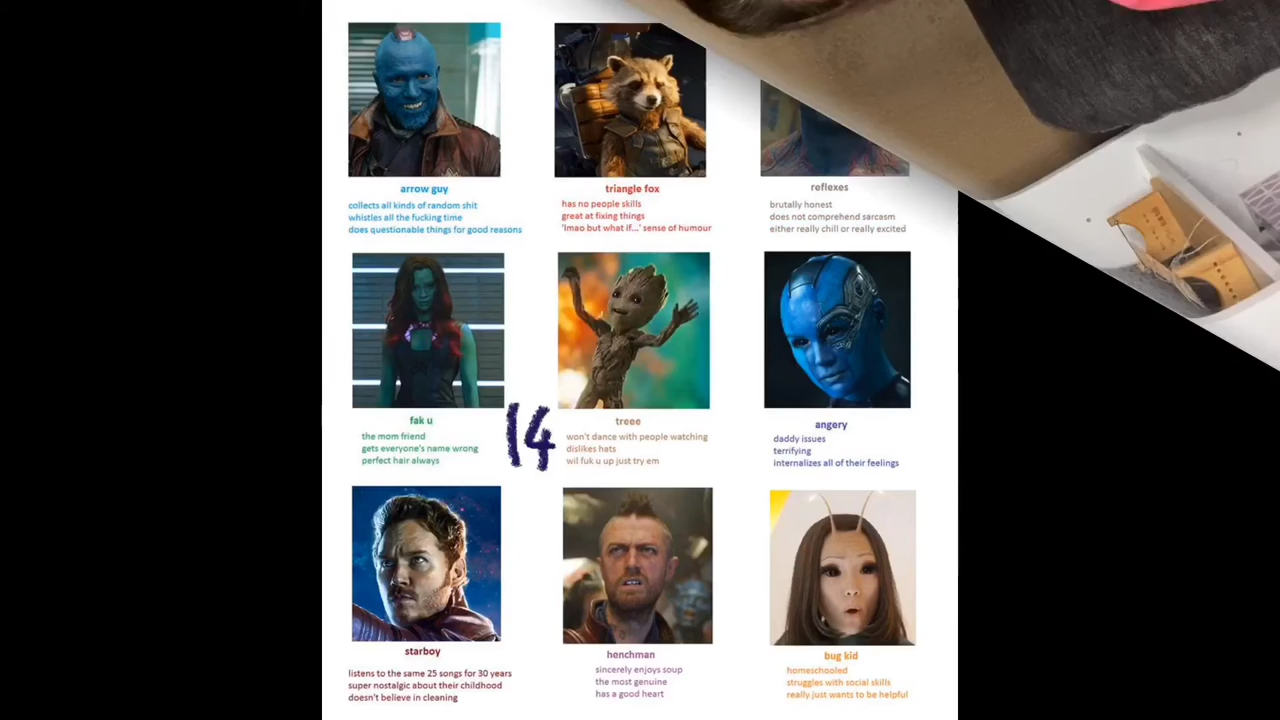 arrow guy
collects all kinds of random shit
whistles all the fucking time
does questionable things for good reasons
triangle fox
has no people skills
great at fixing things
'lmao but what if...' sense of humour
reflexes
brutally honest
does not comprehend sarcasm
either really chill or really excited
fak u
the mom friend
gets everyone's name wrong
perfect hair always
14
treee
won't dance with people watching
dislikes hats
wil fuk u up just try em
angery
daddy issues
terrifying
internalizes all of their feelings
starboy
listens to the same 25 songs for 30 years
super nostalgic about their childhood
doesn't believe in cleaning
henchman
sincerely enjoys soup
the most genuine
has a good heart
bug kid
homeschooled
struggles with social skills
really just wants to be helpful